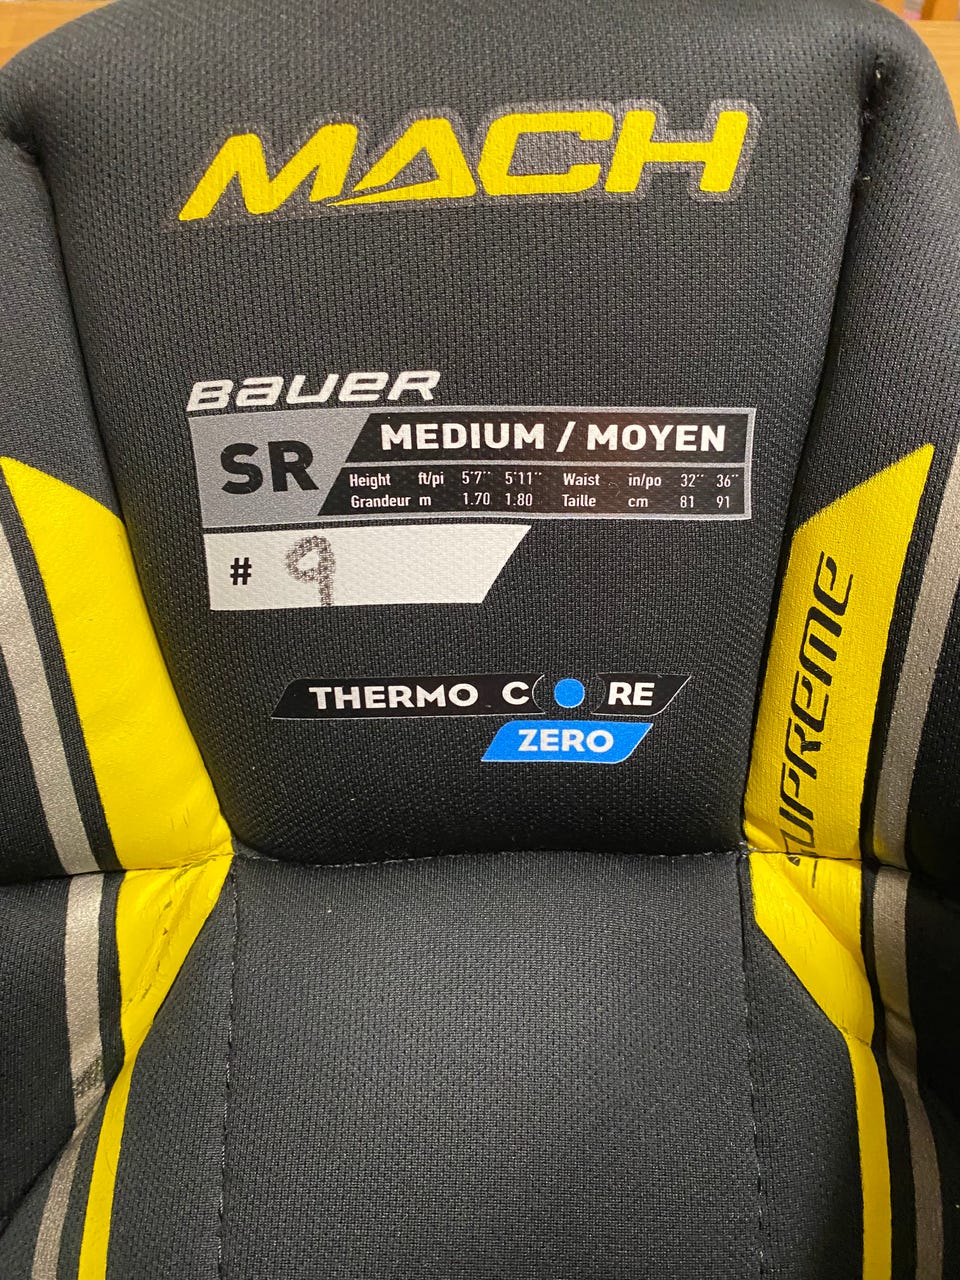 MACH
BAUER
SR
MEDIUM / MOYEN
Height ft/pi 5'7" 5'11" Waist in/po 32" 36"
Grandeur m 1.70 1.80 Taille cm 81 91
# 9
THERMO CORE
ZERO
SUPREME